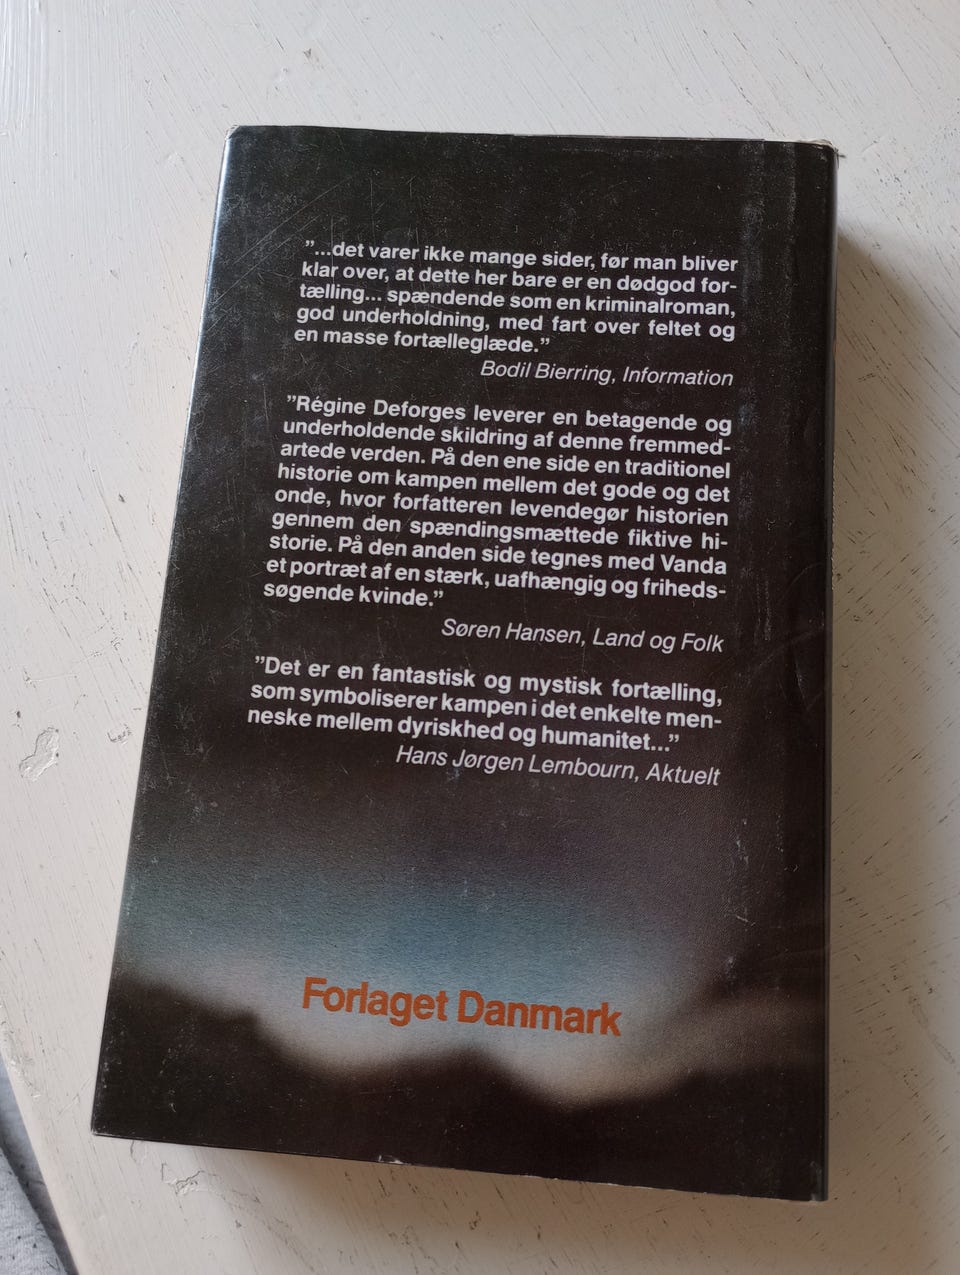 "...det varer ikke mange sider, før man bliver
klar over, at dette her bare er en dødgod for-
tælling... spændende som en kriminalroman,
god underholdning, med fart over feltet og
en masse fortælleglæde."
Bodil Bierring, Information
"Régine Deforges leverer en betagende og
underholdende skildring af denne fremmed-
artede verden. På den ene side en traditionel
historie om kampen mellem det gode og det
onde, hvor forfatteren levendegør historien
gennem den spændingsmættede fiktive hi-
storie. På den anden side tegnes med Vanda
et portræt af en stærk, uafhængig og friheds-
søgende kvinde."
Søren Hansen, Land og Folk
"Det er en fantastisk og mystisk fortælling,
som symboliserer kampen i det enkelte men-
neske mellem dyriskhed og humanitet..."
Hans Jørgen Lembourn, Aktuelt
Forlaget Danmark